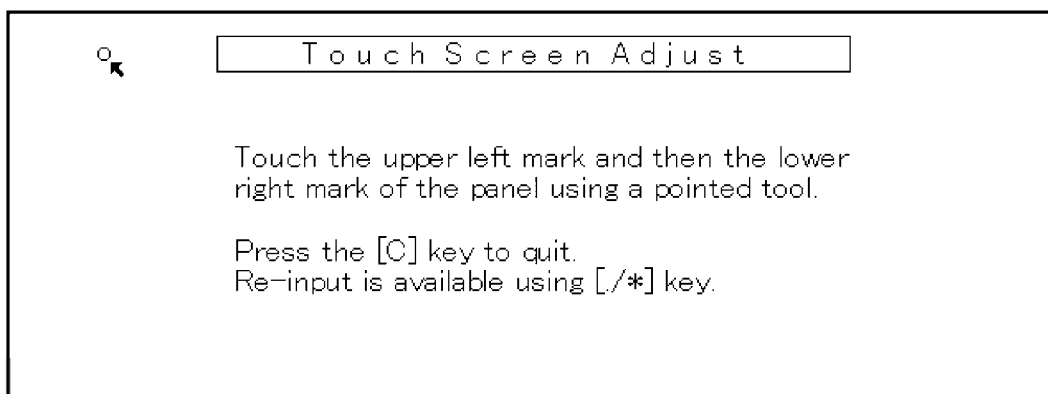 Touch Screen Adjust
Touch the upper left mark and then the lower
right mark of the panel using a pointed tool.
Press the [C] key to quit.
Re-input is available using [./*] key.